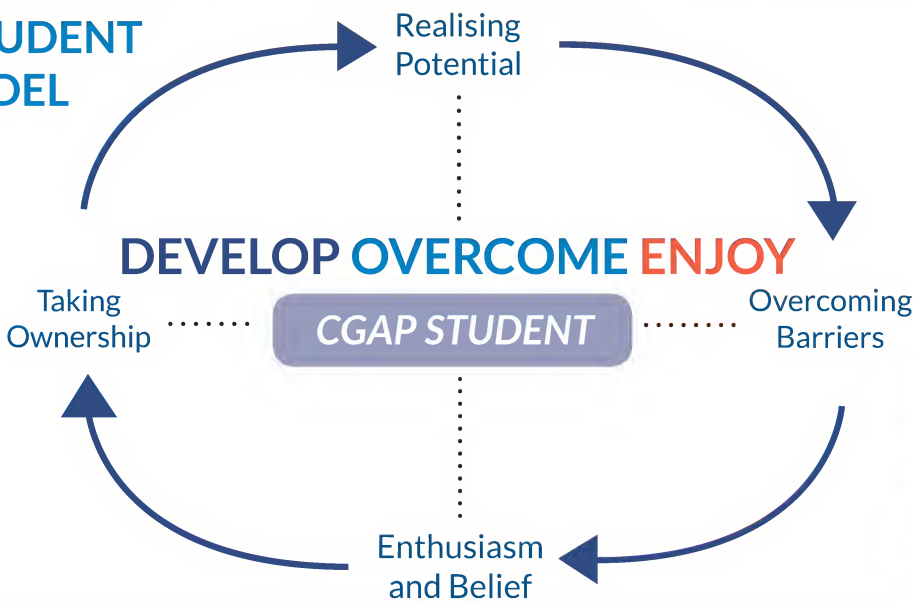 UDENT
DEL
Realising
Potential
DEVELOP OVERCOME ENJOY
Taking
Ownership
CGAP STUDENT
Overcoming
Barriers
Enthusiasm
and Belief